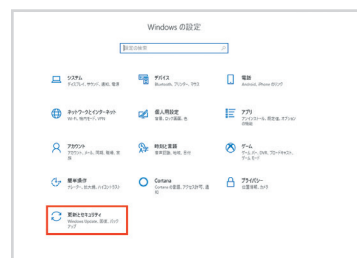 Windows の設定
設定の検索
システム
ディスプレイ、サウンド、通知、電源
デバイス
Bluetooth、プリンター、マウス
電話
Android, iPhone のリンク
ネットワークとインターネット
Wi-Fi、機内モード、VPN
個人用設定
背景、ロック画面、色
アプリ
アンインストール、既定値、オプション
の機能
アカウント
アカウント、メール、同期、職場、家
族
時刻と言語
音声認識、地域、日付
ゲーム
ゲーム バー、DVR、ブロードキャスト、
ゲーム モード
簡単操作
ナレーター、拡大鏡、ハイコントラスト
Cortana
Cortana の言語、アクセス許可、通
知
プライバシー
位置情報、カメラ
更新とセキュリティ
Windows Update、回復、バック
アップ